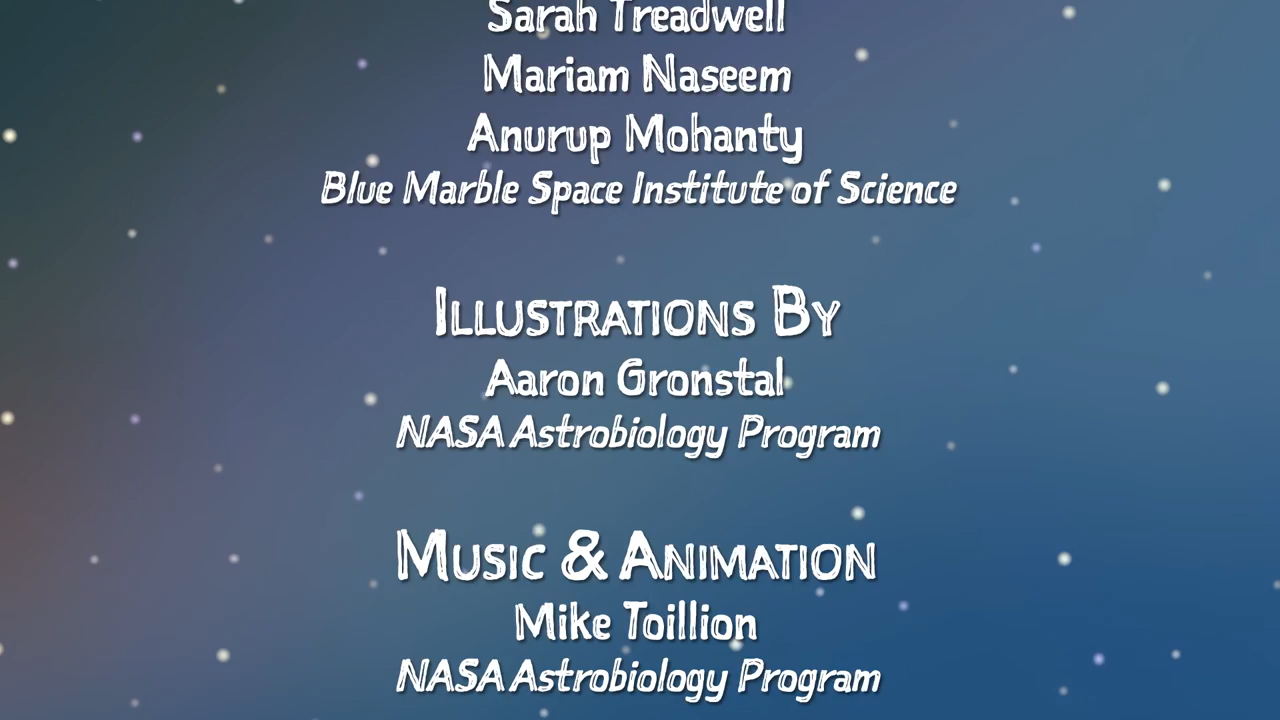 Sarah Treadwell
Mariam Naseem
Anurup Mohanty
Blue Marble Space Institute of Science
Illustrations By
Aaron Gronstal
NASA Astrobiology Program
Music & Animation
Mike Toillion
NASA Astrobiology Program